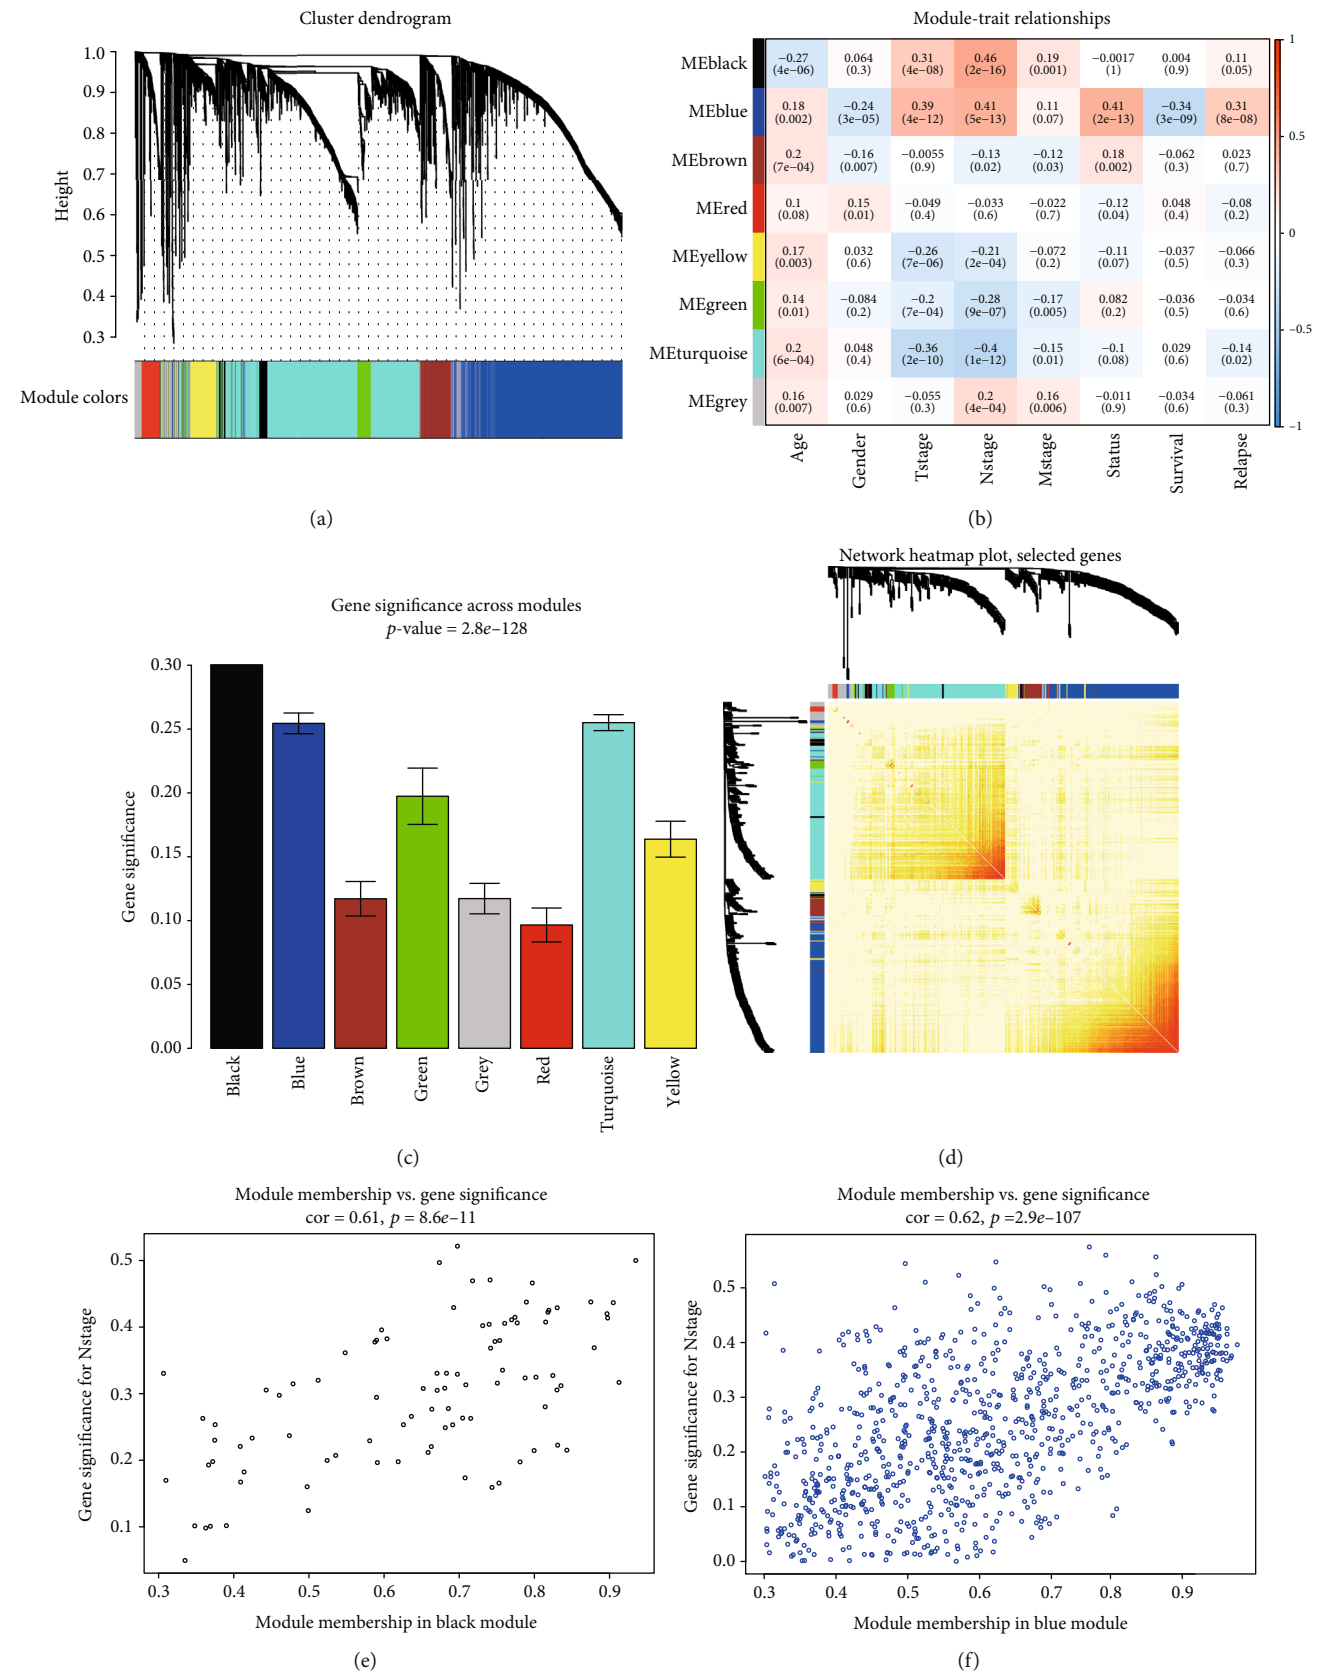 Cluster dendrogram
Height
1.0
0.9
0.8
0.7
0.6
0.5
0.4
0.3
Module colors
(a)
Module-trait relationships
MEblack −0.27 0.064 0.31 0.46 0.19 −0.0017 0.004 0.11
(4e−06) (0.3) (4e−08) (2e−16) (0.001) (1) (0.9) (0.05)
MEblue 0.18 −0.24 0.39 0.41 0.11 0.41 −0.34 0.31
(0.002) (3e−05) (4e−12) (5e−13) (0.07) (2e−13) (3e−09) (8e−08)
MEbrown 0.2 −0.16 −0.0055 −0.13 −0.12 0.18 −0.062 0.023
(7e−04) (0.007) (0.9) (0.02) (0.03) (0.002) (0.3) (0.7)
MEred 0.1 0.15 −0.049 −0.033 −0.022 −0.12 0.048 −0.08
(0.08) (0.01) (0.4) (0.6) (0.7) (0.04) (0.4) (0.2)
MEyellow 0.17 0.032 −0.26 −0.21 −0.072 −0.11 −0.037 −0.066
(0.003) (0.6) (7e−06) (2e−04) (0.2) (0.07) (0.5) (0.3)
MEgreen 0.14 −0.084 −0.2 −0.28 −0.17 0.082 −0.036 −0.034
(0.01) (0.2) (7e−04) (9e−07) (0.005) (0.2) (0.5) (0.6)
MEturquoise 0.2 0.048 −0.36 −0.4 −0.15 −0.1 0.029 −0.14
(6e−04) (0.4) (2e−10) (1e−12) (0.01) (0.08) (0.6) (0.02)
MEgrey 0.16 0.029 −0.055 0.2 0.16 −0.011 −0.034 −0.061
(0.007) (0.6) (0.3) (4e−04) (0.006) (0.9) (0.6) (0.3)
Age Gender Tstage Nstage Mstage Status Survival Relapse
1
0.5
0
−0.5
−1
(b)
Gene significance across modules
p-value = 2.8e−128
Gene significance
0.30
0.25
0.20
0.15
0.10
0.05
0.00
Black Blue Brown Green Grey Red Turquoise Yellow
(c)
Network heatmap plot, selected genes
(d)
Module membership vs. gene significance
cor = 0.61, p = 8.6e−11
Gene significance for Nstage
0.5
0.4
0.3
0.2
0.1
0.3 0.4 0.5 0.6 0.7 0.8 0.9
Module membership in black module
(e)
Module membership vs. gene significance
cor = 0.62, p =2.9e−107
Gene significance for Nstage
0.5
0.4
0.3
0.2
0.1
0.0
0.3 0.4 0.5 0.6 0.7 0.8 0.9
Module membership in blue module
(f)